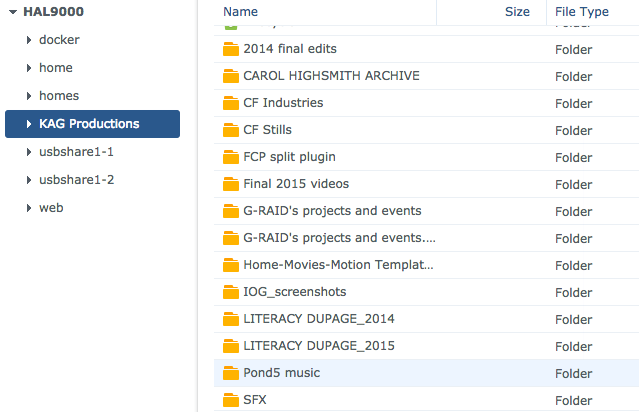 HAL9000
docker
home
homes
KAG Productions
usbshare1-1
usbshare1-2
web
Name Size File Type
Folder
2014 final edits Folder
CAROL HIGHSMITH ARCHIVE Folder
CF Industries Folder
CF Stills Folder
FCP split plugin Folder
Final 2015 videos Folder
G-RAID's projects and events Folder
G-RAID's projects and events.... Folder
Home-Movies-Motion Templat... Folder
IOG_screenshots Folder
LITERACY DUPAGE_2014 Folder
LITERACY DUPAGE_2015 Folder
Pond5 music Folder
SFX Folder